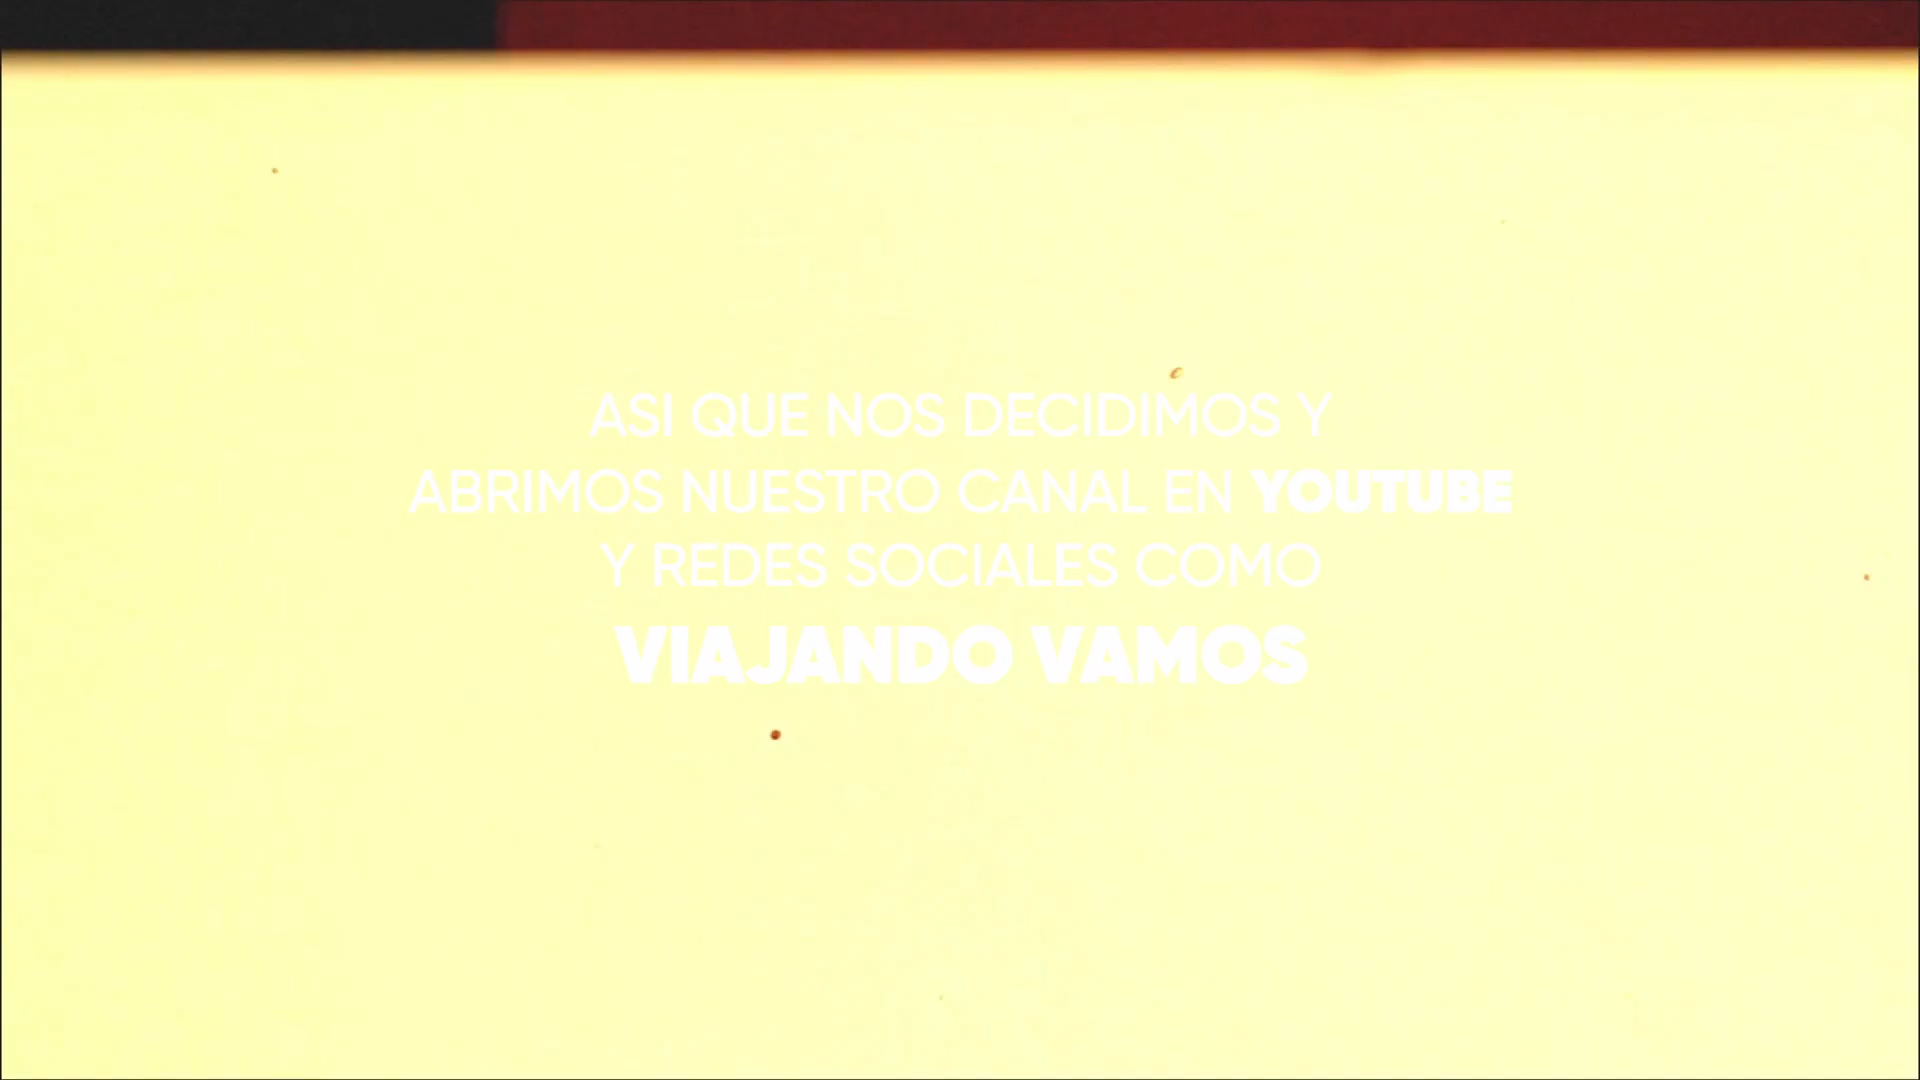 ASI QUE NOS DECIDIMOS Y
ABRIMOS NUESTRO CANAL EN YOUTUBE
Y REDES SOCIALES COMO
VIAJANDO VAMOS